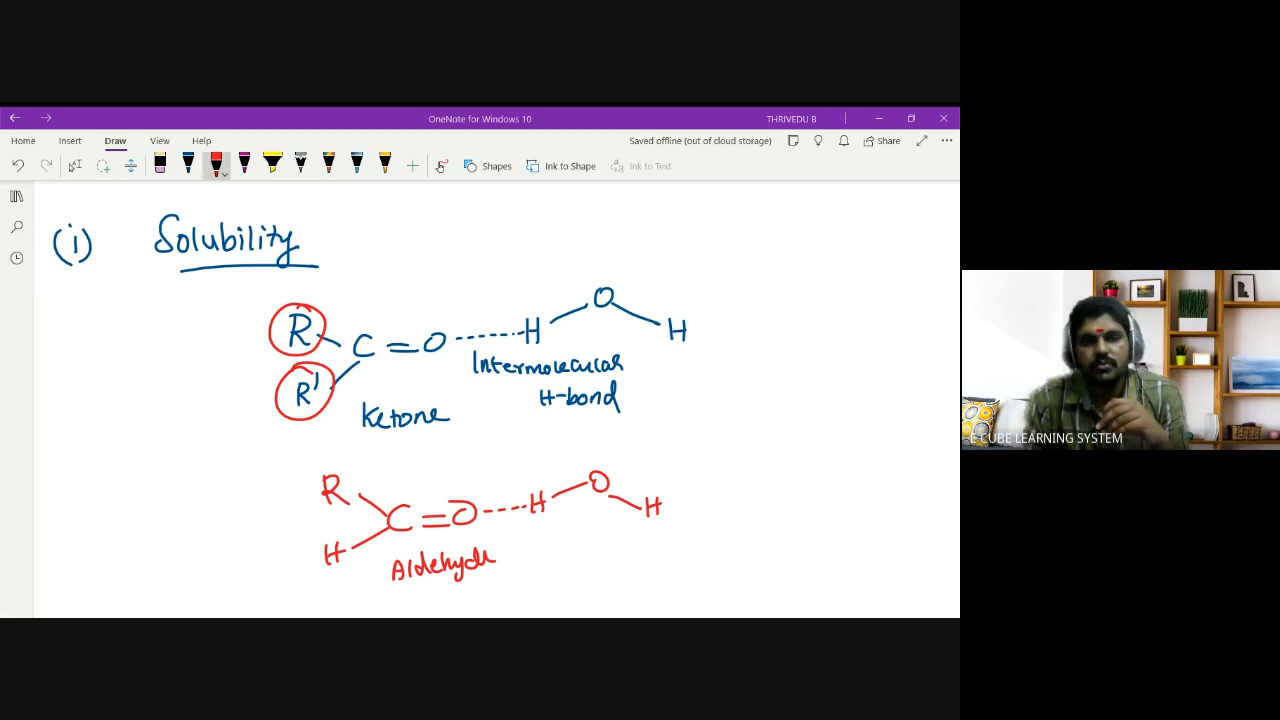 OneNote for Windows 10
THRIVEDU B
Home Insert Draw View Help
Saved offline (out of cloud storage)
Share
Shapes
Ink to Shape
Ink to Text
(i) Solubility
R C = O ------ H O H
R'
Intermolecular
H-bond
Ketone
R
C = O ---- H O H
H
Aldehyde
E CUBE LEARNING SYSTEM